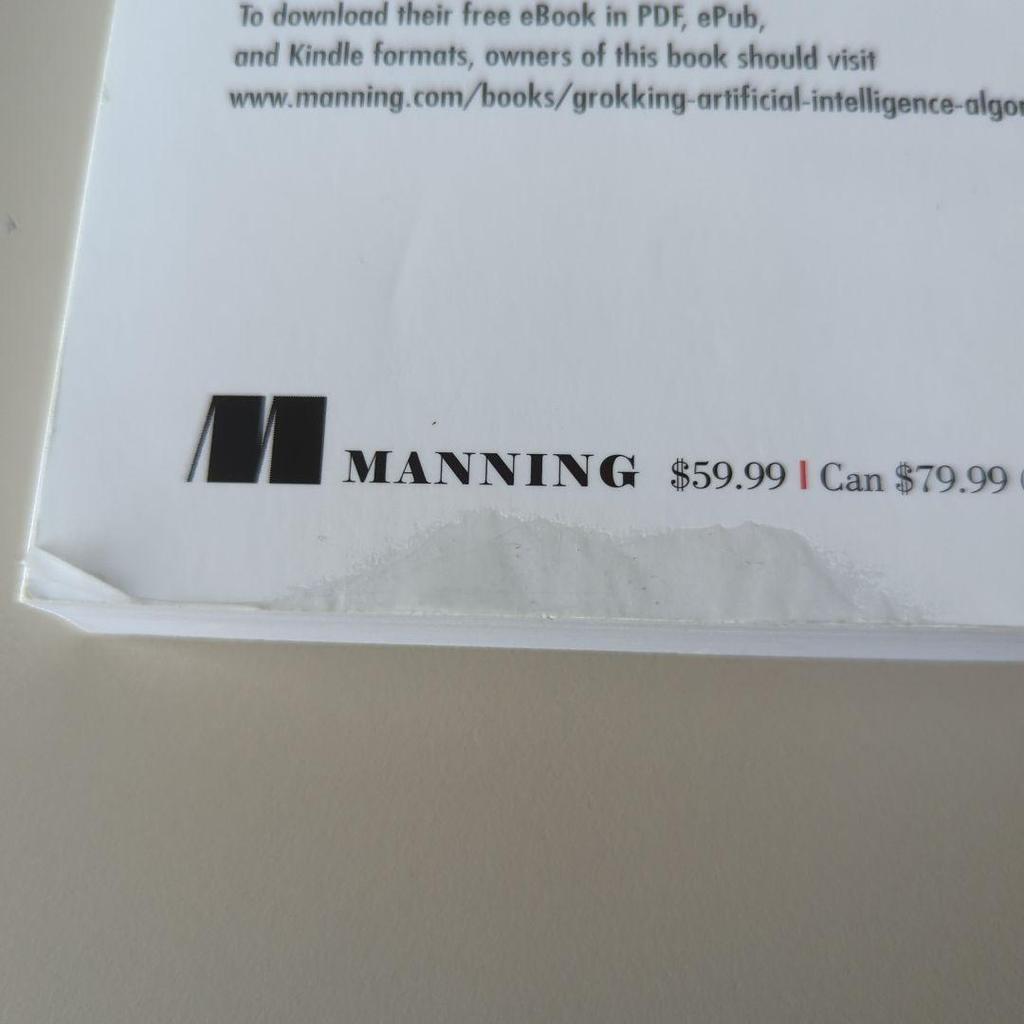 To download their free eBook in PDF, ePub,
and Kindle formats, owners of this book should visit
www.manning.com/books/grokking-artificial-intelligence-algor
MANNING $59.99 | Can $79.99